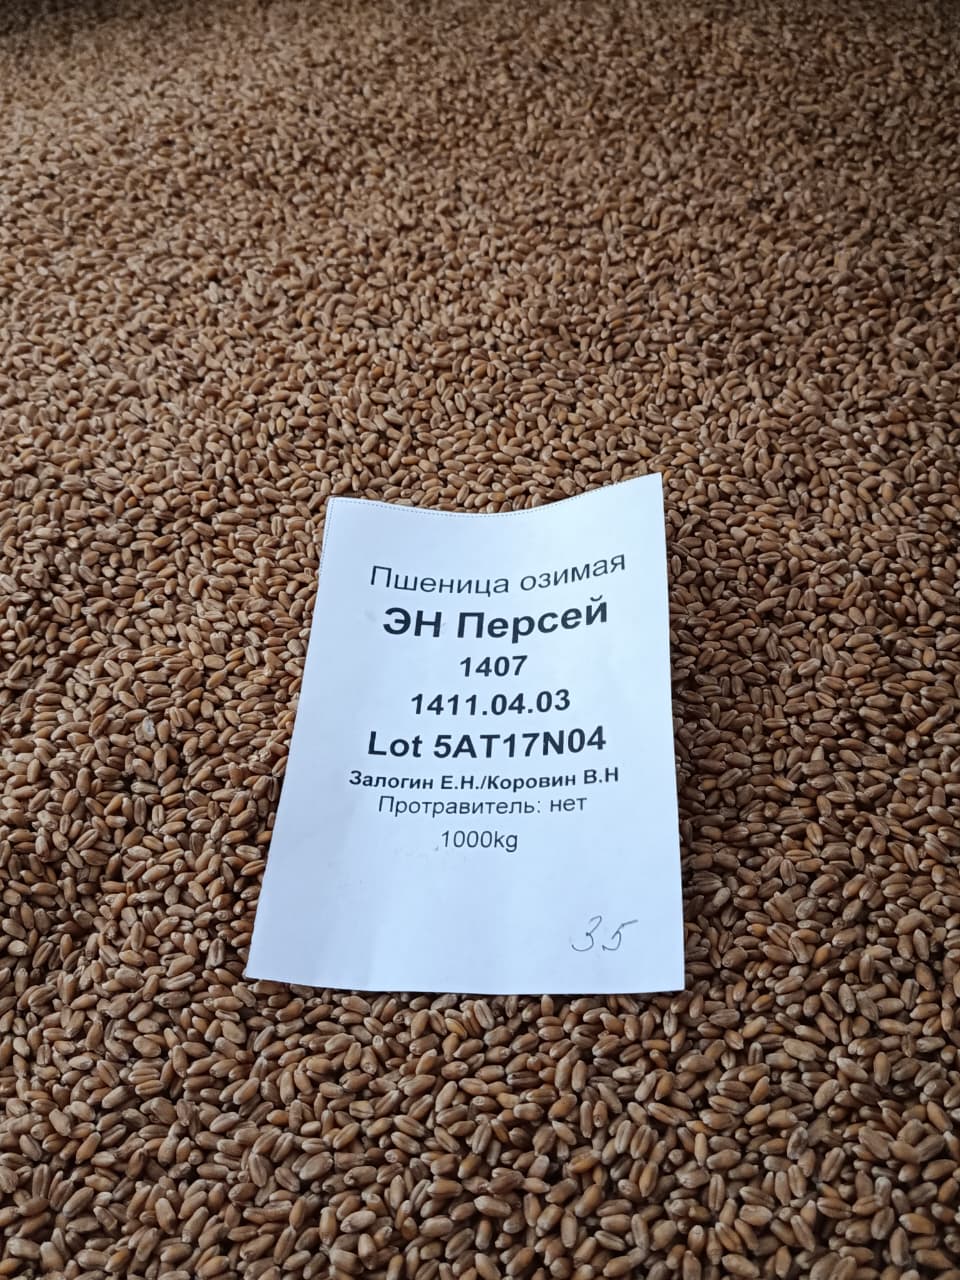 Пшеница озимая
ЭН Персей
1407
1411.04.03
Lot 5AT17N04
Залогин Е.Н./Коровин В.Н
Протравитель: нет
1000kg
35